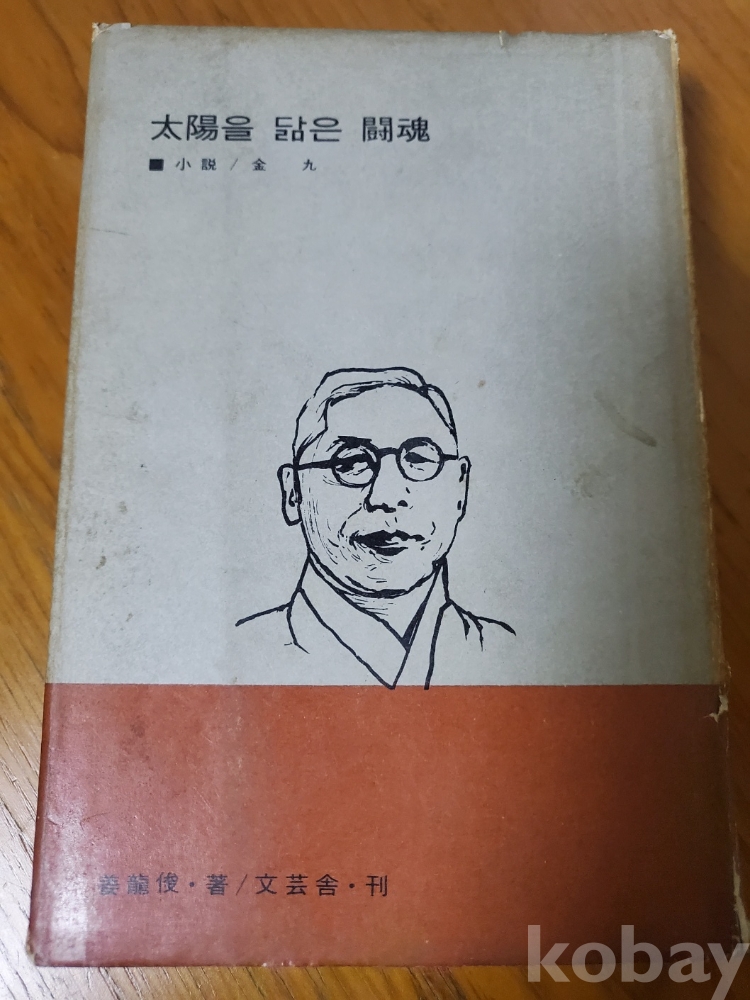 太陽을 닮은 鬪魂
■ 小説 / 金 九
姜龍俊・著/文芸舎・刊
kobay